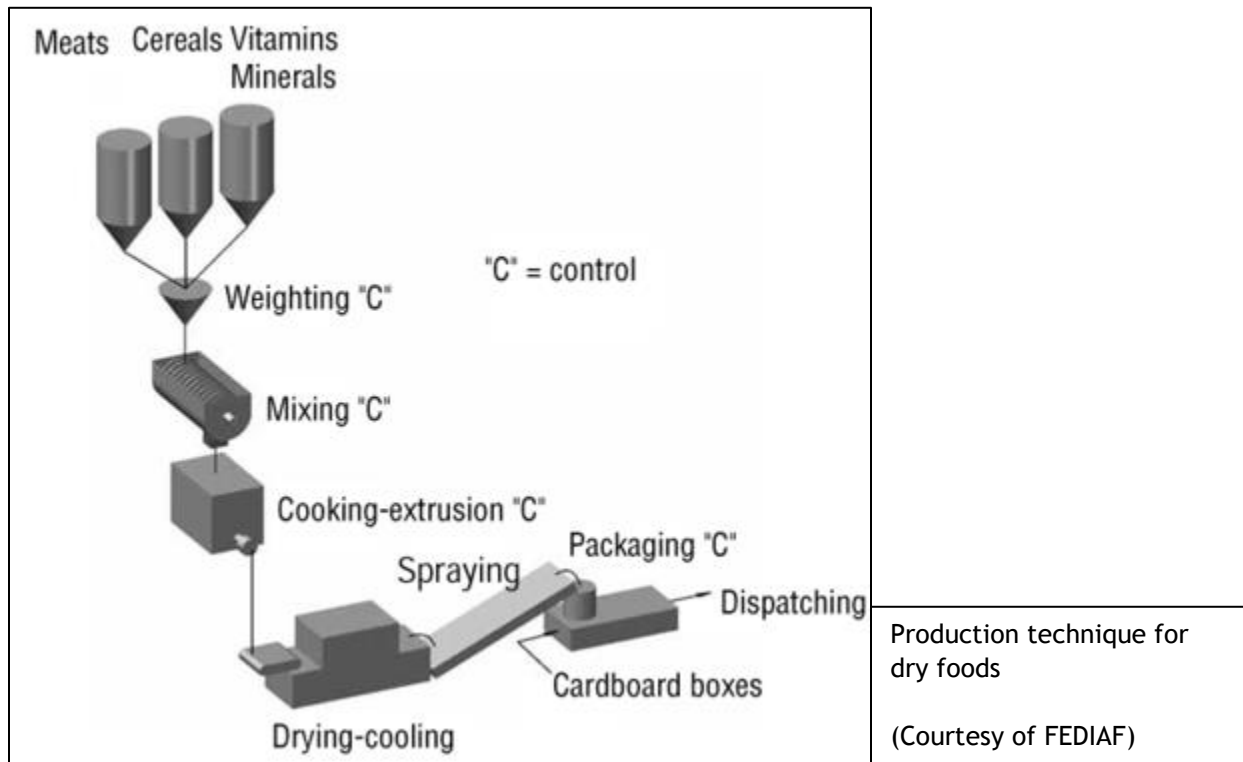 Meats Cereals Vitamins
Minerals
"C" = control
Weighting "C"
Mixing "C"
Cooking-extrusion "C"
Packaging "C"
Spraying
Dispatching
Cardboard boxes
Drying-cooling
Production technique for
dry foods
(Courtesy of FEDIAF)